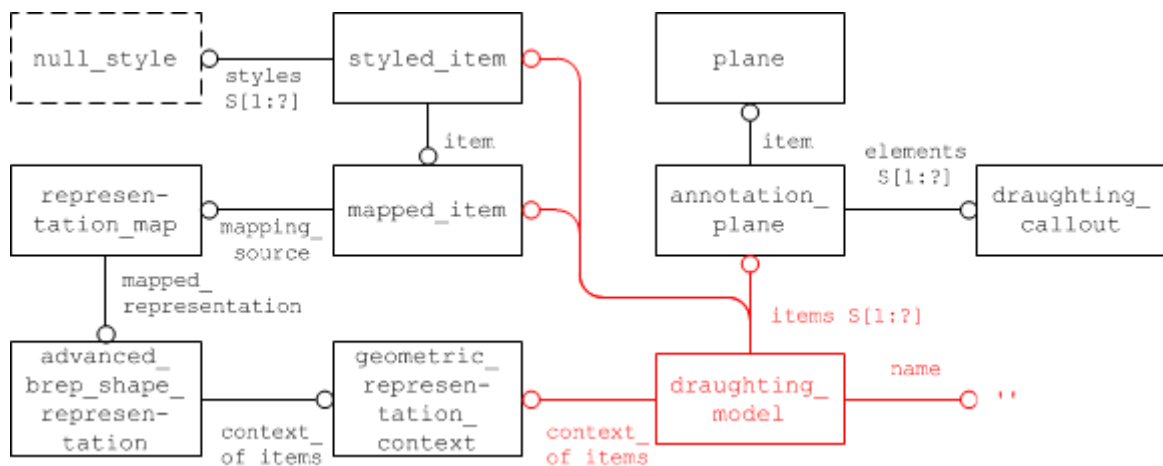 null_style
styles
S[1:?]
styled_item
plane
item
item
elements
S[1:?]
represen-
tation_map
mapping_
source
mapped_item
annotation_
plane
draughting_
callout
mapped_
representation
items S[1:?]
advanced_
brep_shape_
represen-
tation
context_
of items
geometric_
represen-
tation_
context
context_
of items
draughting_
model
name
''